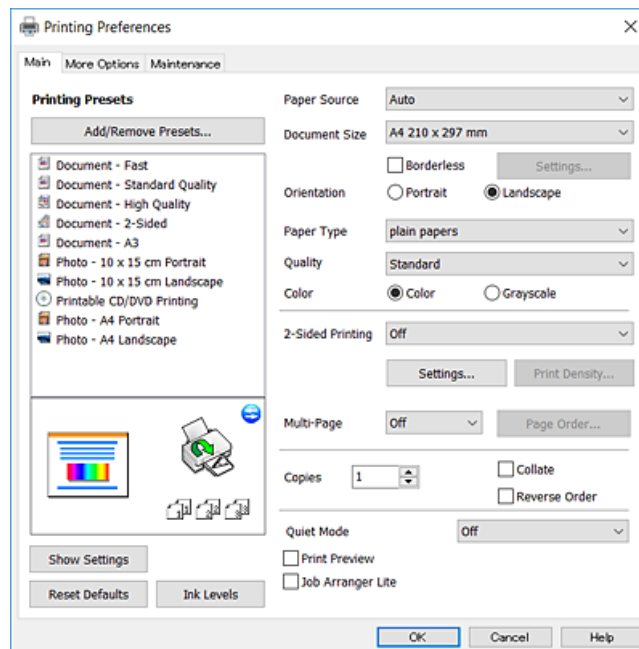 Printing Preferences
Main
More Options
Maintenance
Printing Presets
Add/Remove Presets...
Document - Fast
Document - Standard Quality
Document - High Quality
Document - 2-Sided
Document - A3
Photo - 10 x 15 cm Portrait
Photo - 10 x 15 cm Landscape
Printable CD/DVD Printing
Photo - A4 Portrait
Photo - A4 Landscape
Show Settings
Reset Defaults
Ink Levels
Paper Source
Auto
Document Size
A4 210 x 297 mm
Borderless
Settings...
Orientation
Portrait
Landscape
Paper Type
plain papers
Quality
Standard
Color
Color
Grayscale
2-Sided Printing
Off
Settings...
Print Density...
Multi-Page
Off
Page Order...
Copies
1
Collate
Reverse Order
Quiet Mode
Off
Print Preview
Job Arranger Lite
OK
Cancel
Help